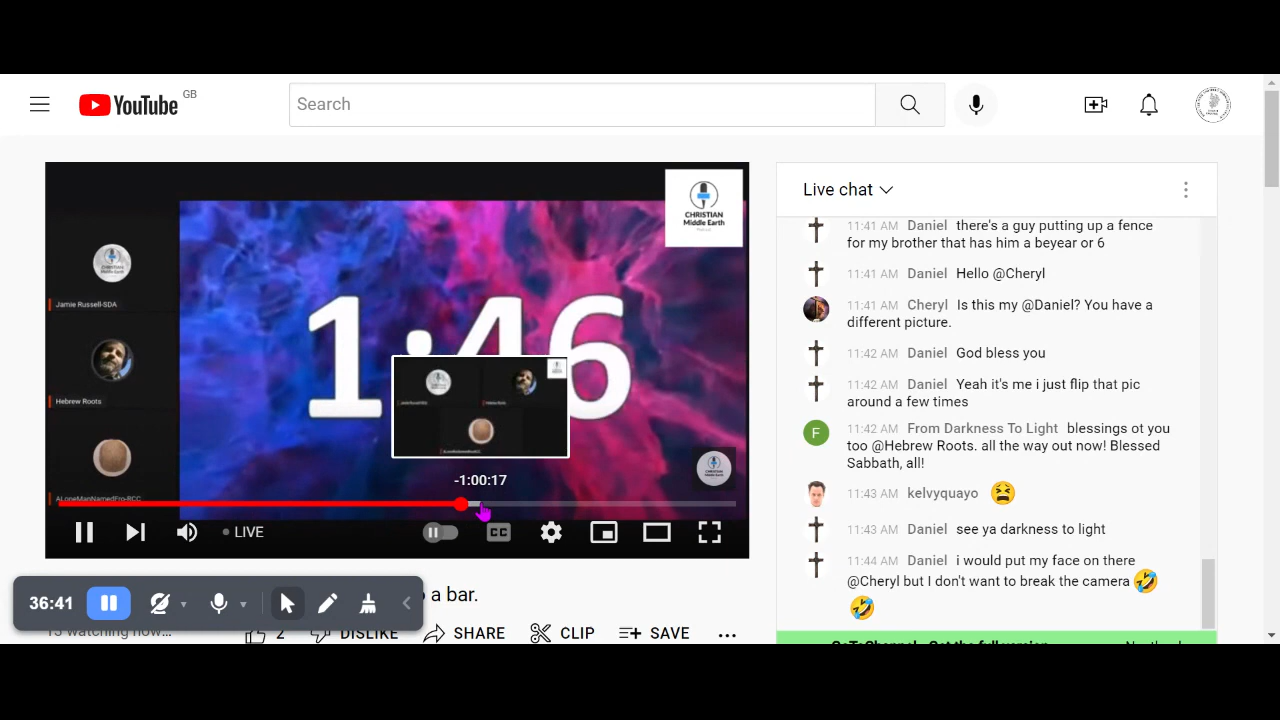 YouTube GB
Search
CHRISTIAN
Middle Earth
Podcast
Jamie Russell-SDA
Hebrew Roots
ALoneManNamedFro-RCC
1:46
-1:00:17
LIVE
CC
36:41
a bar.
13 watching now...
2
DISLIKE
SHARE
CLIP
SAVE
Live chat
11:41 AM Daniel there's a guy putting up a fence
for my brother that has him a beyear or 6
11:41 AM Daniel Hello @Cheryl
11:41 AM Cheryl Is this my @Daniel? You have a
different picture.
11:42 AM Daniel God bless you
11:42 AM Daniel Yeah it's me i just flip that pic
around a few times
F
11:42 AM From Darkness To Light blessings ot you
too @Hebrew Roots. all the way out now! Blessed
Sabbath, all!
11:43 AM kelvyquayo 😫
11:43 AM Daniel see ya darkness to light
11:44 AM Daniel i would put my face on there
@Cheryl but I don't want to break the camera 🤣
🤣